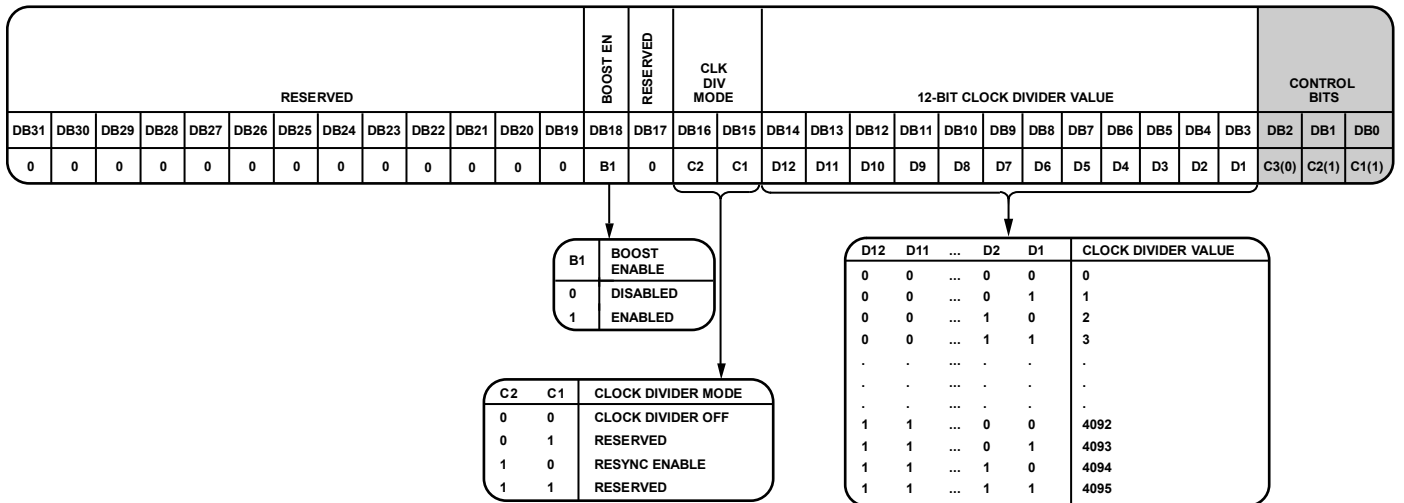 RESERVED BOOST EN RESERVED CLK DIV MODE 12-BIT CLOCK DIVIDER VALUE CONTROL BITS
DB31 DB30 DB29 DB28 DB27 DB26 DB25 DB24 DB23 DB22 DB21 DB20 DB19 DB18 DB17 DB16 DB15 DB14 DB13 DB12 DB11 DB10 DB9 DB8 DB7 DB6 DB5 DB4 DB3 DB2 DB1 DB0
0 0 0 0 0 0 0 0 0 0 0 0 0 B1 0 C2 C1 D12 D11 D10 D9 D8 D7 D6 D5 D4 D3 D2 D1 C3(0) C2(1) C1(1)
B1 BOOST ENABLE
0 DISABLED
1 ENABLED
C2 C1 CLOCK DIVIDER MODE
0 0 CLOCK DIVIDER OFF
0 1 RESERVED
1 0 RESYNC ENABLE
1 1 RESERVED
D12 D11 ... D2 D1 CLOCK DIVIDER VALUE
0 0 ... 0 0 0
0 0 ... 0 1 1
0 0 ... 1 0 2
0 0 ... 1 1 3
. . ... . . .
. . ... . . .
. . ... . . .
1 1 ... 0 0 4092
1 1 ... 0 1 4093
1 1 ... 1 0 4094
1 1 ... 1 1 4095